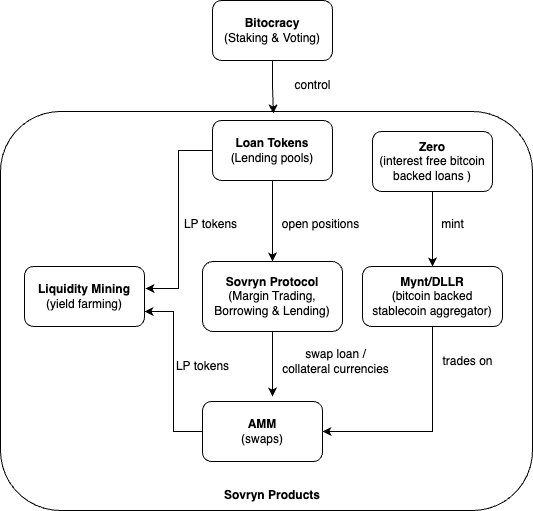 Bitocracy
(Staking & Voting)
control
Loan Tokens
(Lending pools)
Zero
(interest free bitcoin
backed loans )
LP tokens
open positions
mint
Liquidity Mining
(yield farming)
Sovryn Protocol
(Margin Trading,
Borrowing & Lending)
Mynt/DLLR
(bitcoin backed
stablecoin aggregator)
LP tokens
swap loan /
collateral currencies
trades on
AMM
(swaps)
Sovryn Products